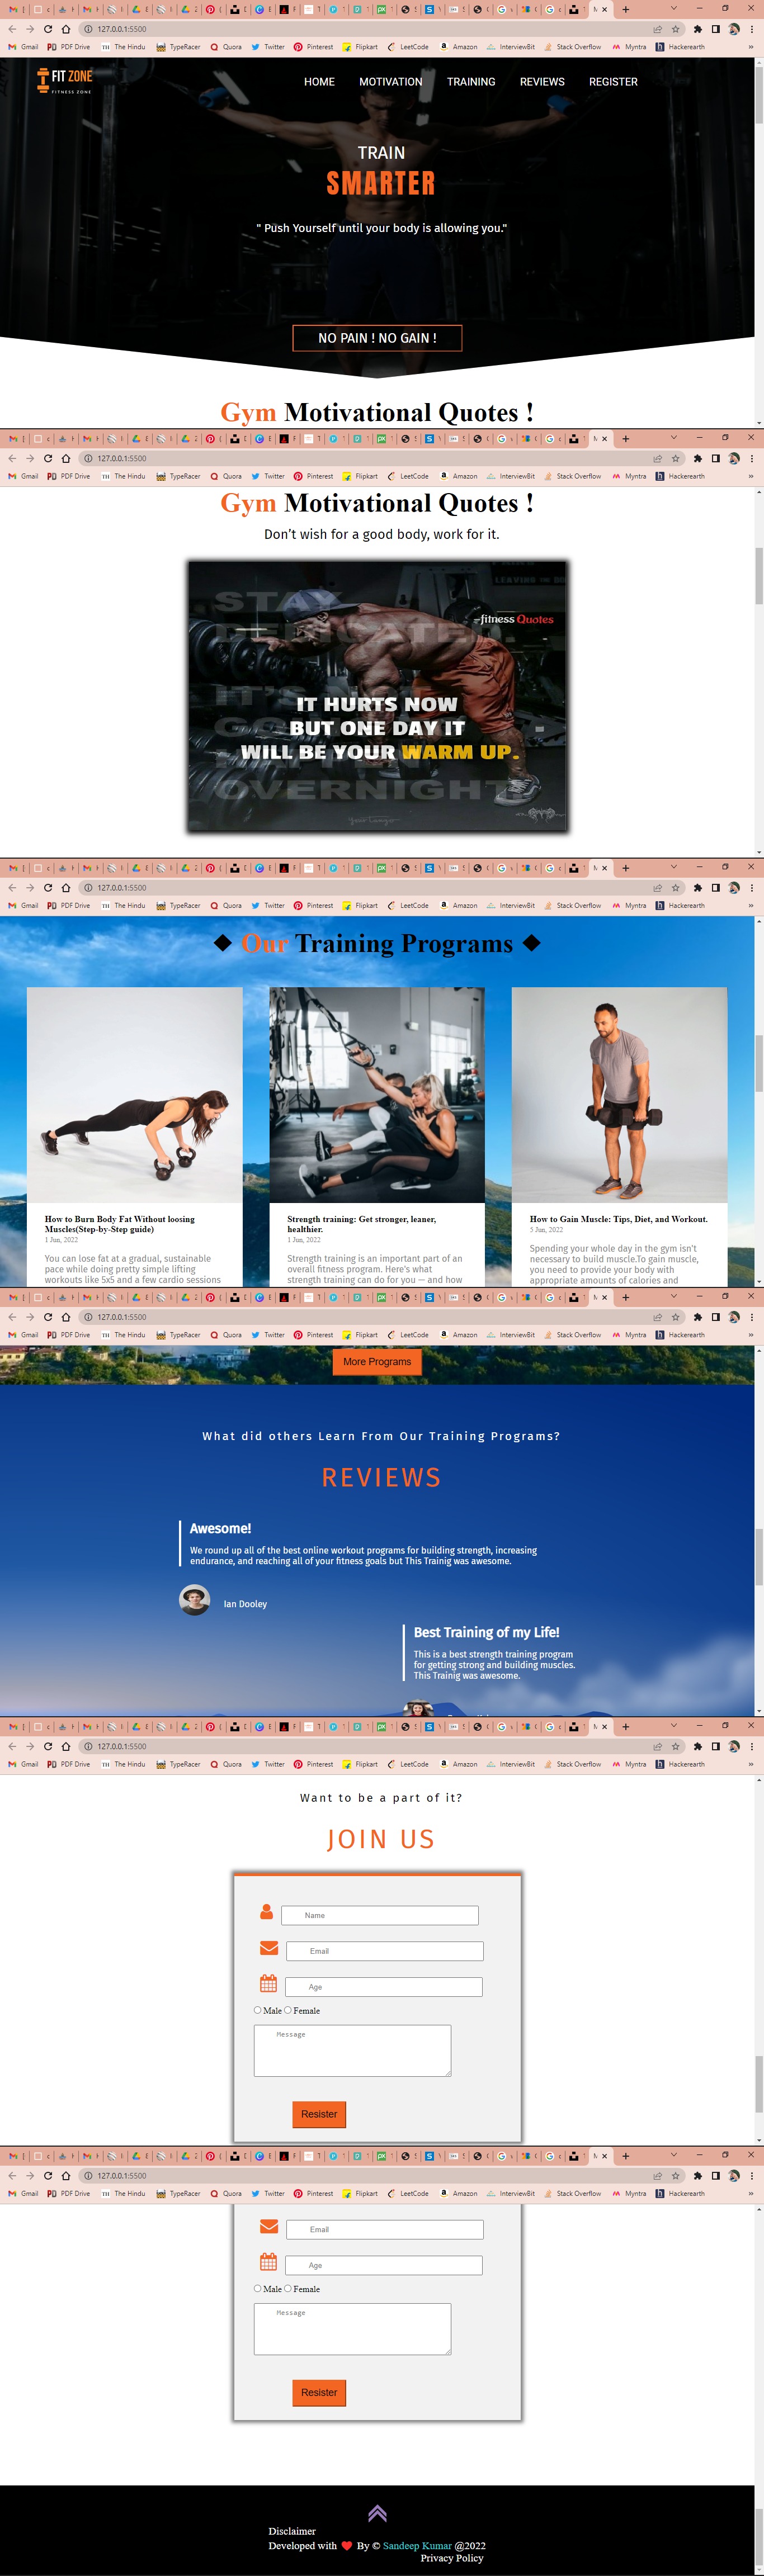 127.0.0.1:5500
Gmail PDF Drive The Hindu TypeRacer Quora Twitter Pinterest Flipkart LeetCode Amazon InterviewBit Stack Overflow Myntra Hackerearth »
FIT ZONE
FITNESS ZONE
HOME MOTIVATION TRAINING REVIEWS REGISTER
TRAIN
SMARTER
" Push Yourself until your body is allowing you."
NO PAIN ! NO GAIN !
Gym Motivational Quotes !
127.0.0.1:5500
Gmail PDF Drive The Hindu TypeRacer Quora Twitter Pinterest Flipkart LeetCode Amazon InterviewBit Stack Overflow Myntra Hackerearth »
Gym Motivational Quotes !
Don't wish for a good body, work for it.
STAY
DEDICATED.
fitness Quotes
IT HURTS NOW
BUT ONE DAY IT
WILL BE YOUR WARM UP.
OVERNIGHT.
127.0.0.1:5500
Gmail PDF Drive The Hindu TypeRacer Quora Twitter Pinterest Flipkart LeetCode Amazon InterviewBit Stack Overflow Myntra Hackerearth »
◆ Our Training Programs ◆
How to Burn Body Fat Without loosing
Muscles(Step-by-Step guide)
1 Jun, 2022
You can lose fat at a gradual, sustainable
pace while doing pretty simple lifting
workouts like 5x5 and a few cardio sessions
Strength training: Get stronger, leaner,
healthier.
1 Jun, 2022
Strength training is an important part of an
overall fitness program. Here's what
strength training can do for you — and how
How to Gain Muscle: Tips, Diet, and Workout.
5 Jun, 2022
Spending your whole day in the gym isn't
necessary to build muscle.To gain muscle,
you need to provide your body with
appropriate amounts of calories and
127.0.0.1:5500
Gmail PDF Drive The Hindu TypeRacer Quora Twitter Pinterest Flipkart LeetCode Amazon InterviewBit Stack Overflow Myntra Hackerearth »
More Programs
What did others Learn From Our Training Programs?
REVIEWS
Awesome!
We round up all of the best online workout programs for building strength, increasing
endurance, and reaching all of your fitness goals but This Trainig was awesome.
Ian Dooley
Best Training of my Life!
This is a best strength training program
for getting strong and building muscles.
This Trainig was awesome.
127.0.0.1:5500
Gmail PDF Drive The Hindu TypeRacer Quora Twitter Pinterest Flipkart LeetCode Amazon InterviewBit Stack Overflow Myntra Hackerearth »
Want to be a part of it?
JOIN US
Name
Email
Age
Male Female
Message
Resister
127.0.0.1:5500
Gmail PDF Drive The Hindu TypeRacer Quora Twitter Pinterest Flipkart LeetCode Amazon InterviewBit Stack Overflow Myntra Hackerearth »
Email
Age
Male Female
Message
Resister
Disclaimer
Developed with ❤ By © Sandeep Kumar @2022
Privacy Policy